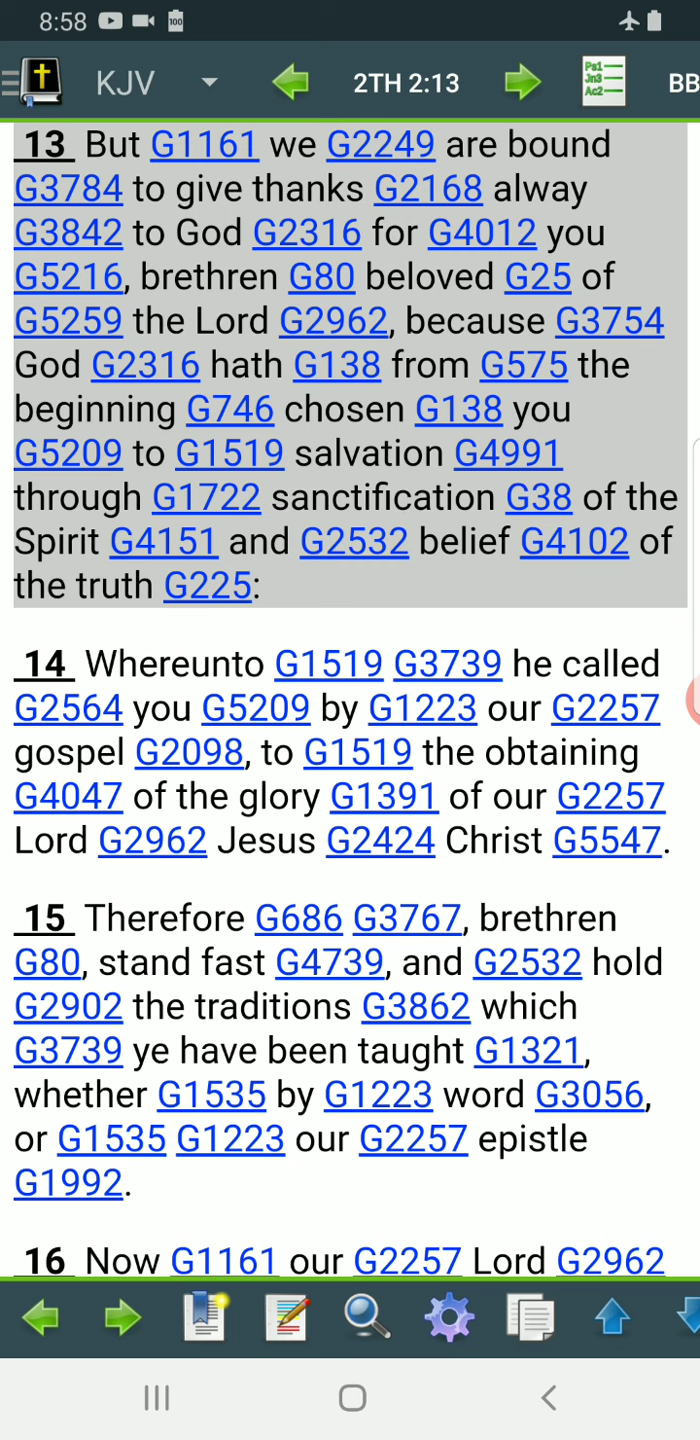 8:58
100
KJV
2TH 2:13
Ps1
Jn3
Ac2
BB
13 But G1161 we G2249 are bound
G3784 to give thanks G2168 alway
G3842 to God G2316 for G4012 you
G5216, brethren G80 beloved G25 of
G5259 the Lord G2962, because G3754
God G2316 hath G138 from G575 the
beginning G746 chosen G138 you
G5209 to G1519 salvation G4991
through G1722 sanctification G38 of the
Spirit G4151 and G2532 belief G4102 of
the truth G225:
14 Whereunto G1519 G3739 he called
G2564 you G5209 by G1223 our G2257
gospel G2098, to G1519 the obtaining
G4047 of the glory G1391 of our G2257
Lord G2962 Jesus G2424 Christ G5547.
15 Therefore G686 G3767, brethren
G80, stand fast G4739, and G2532 hold
G2902 the traditions G3862 which
G3739 ye have been taught G1321,
whether G1535 by G1223 word G3056,
or G1535 G1223 our G2257 epistle
G1992.
16 Now G1161 our G2257 Lord G2962